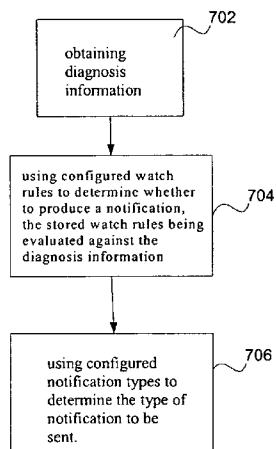 702
obtaining
diagnosis
information
using configured watch
rules to determine whether
to produce a notification,
the stored watch rules being
evaluated against the
diagnosis information
704
using configured
notification types to
determine the type of
notification to be
sent.
706